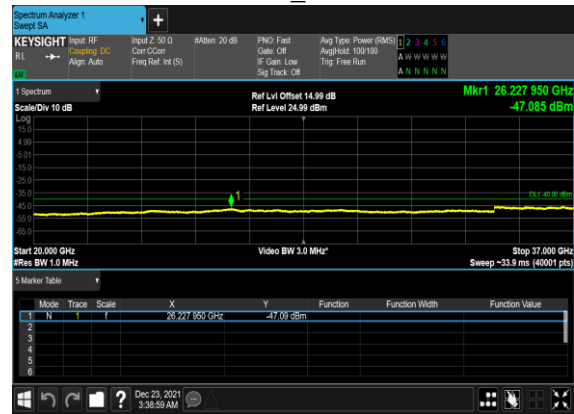 Spectrum Analyzer 1
Swept SA
KEYSIGHT Input: RF Input Z: 50 Ω #Atten: 20 dB PNO: Fast Avg Type: Power (RMS) 1 2 3 4 5 6
RL Coupling: DC Corr CCorr Gate: Off Avg|Hold: 100/100 A W W W W W
Align: Auto Freq Ref: Int (S) IF Gain: Low Trig: Free Run
Sig Track: Off A N N N N N
1 Spectrum Ref Lvl Offset 14.99 dB Mkr1 26.227 950 GHz
Scale/Div 10 dB Ref Level 24.99 dBm -47.085 dBm
Log
15.0
4.99
-5.01
-15.0
-25.0
-35.0 1 DL1 -40.00 dBm
-45.0
-55.0
-65.0
Start 20.000 GHz Video BW 3.0 MHz* Stop 37.000 GHz
#Res BW 1.0 MHz Sweep ~33.9 ms (40001 pts)
5 Marker Table
Mode Trace Scale X Y Function Function Width Function Value
1 N 1 f 26.227 950 GHz -47.09 dBm
2
3
4
5
6
? Dec 23, 2021
3:38:59 AM